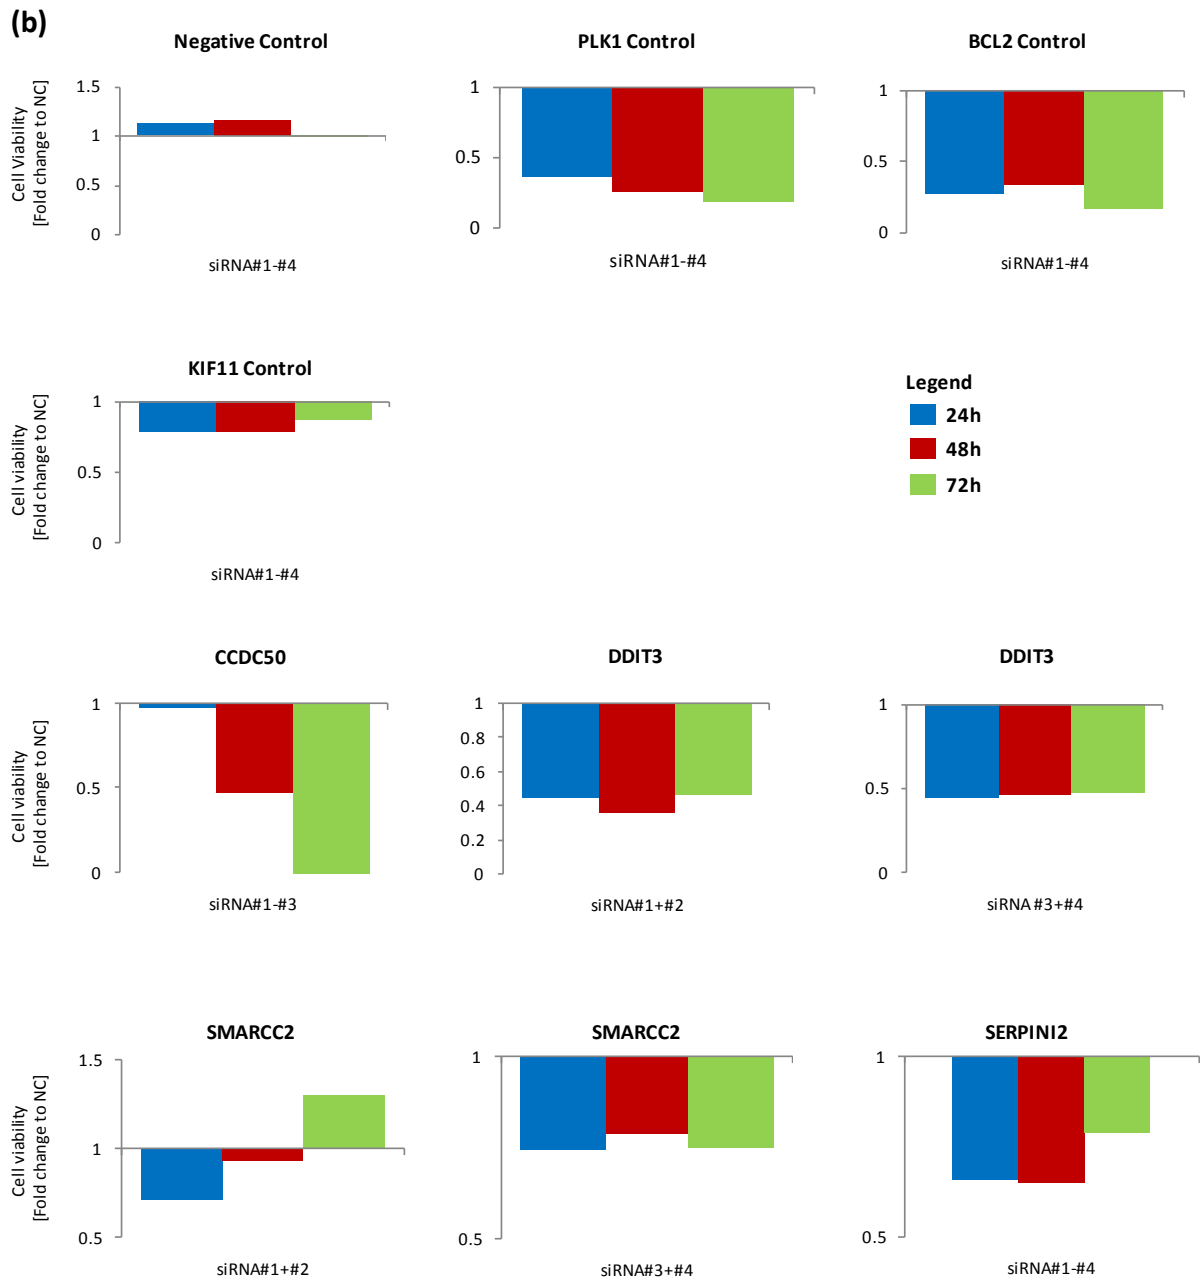 (b)
Negative Control
PLK1 Control
BCL2 Control
Cell Viability
[Fold change to NC]
1.5
1
0.5
0
siRNA#1-#4
1
0.5
0
siRNA#1-#4
1
0.5
0
siRNA#1-#4
KIF11 Control
Cell viability
[Fold change to NC]
1
0.5
0
siRNA#1-#4
Legend
24h
48h
72h
CCDC50
DDIT3
DDIT3
Cell viability
[Fold change to NC]
1
0.5
0
siRNA#1-#3
1
0.8
0.6
0.4
0.2
0
siRNA#1+#2
1
0.5
0
siRNA #3+#4
SMARCC2
SMARCC2
SERPINI2
Cell viability
[Fold change to NC]
1.5
1
0.5
siRNA#1+#2
1
0.5
siRNA#3+#4
1
0.5
siRNA#1-#4